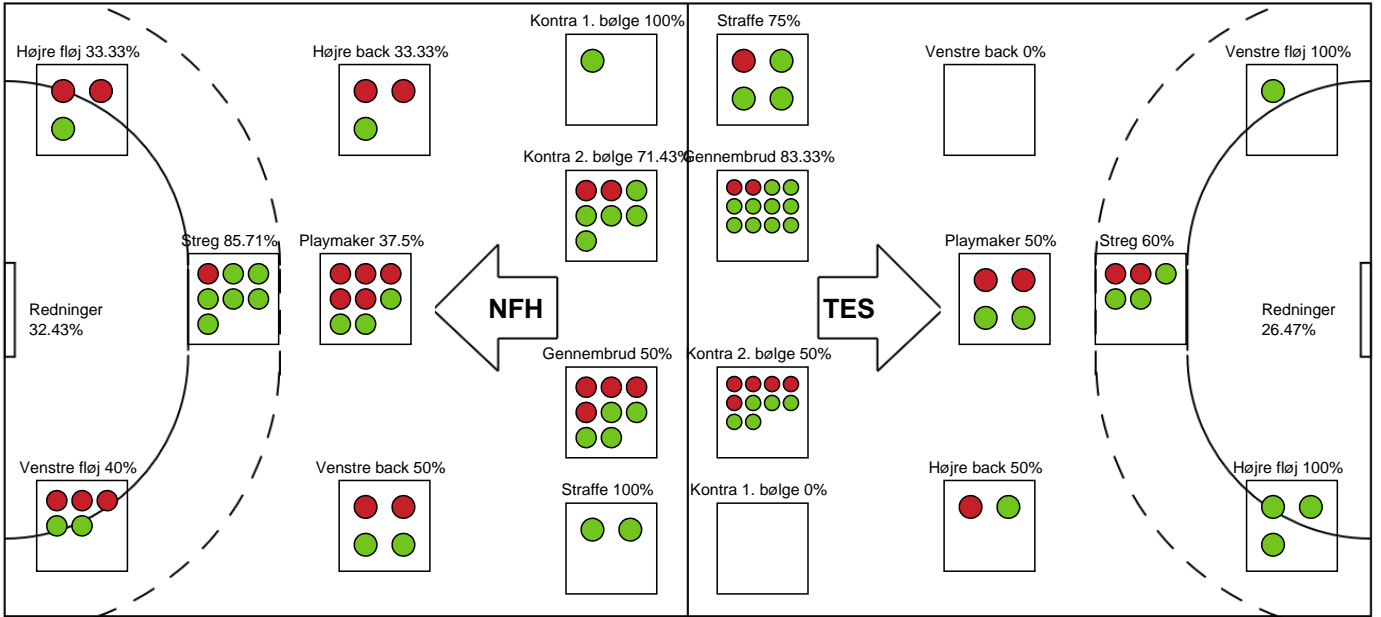 Kontra 1. bølge 100%
Straffe 75%
Højre fløj 33.33%
Højre back 33.33%
Venstre back 0%
Venstre fløj 100%
Kontra 2. bølge 71.43%
Gennembrud 83.33%
Streg 85.71%
Playmaker 37.5%
Playmaker 50%
Streg 60%
Redninger
32.43%
NFH
TES
Redninger
26.47%
Gennembrud 50%
Kontra 2. bølge 50%
Venstre fløj 40%
Venstre back 50%
Højre back 50%
Højre fløj 100%
Straffe 100%
Kontra 1. bølge 0%